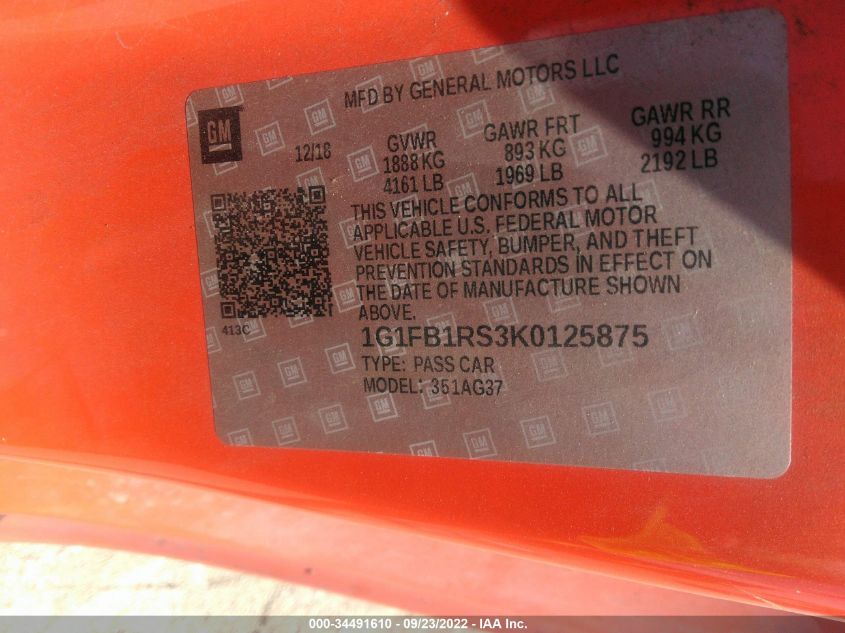 MFD BY GENERAL MOTORS LLC
GM
12/18
GVWR
1888 KG
4161 LB
GAWR FRT
893 KG
1969 LB
GAWR RR
994 KG
2192 LB
THIS VEHICLE CONFORMS TO ALL
APPLICABLE U.S. FEDERAL MOTOR
VEHICLE SAFETY, BUMPER, AND THEFT
PREVENTION STANDARDS IN EFFECT ON
THE DATE OF MANUFACTURE SHOWN
ABOVE.
413C
1G1FB1RS3K0125875
TYPE: PASS CAR
MODEL: 351AG37
000-34491610 - 09/23/2022 - IAA Inc.